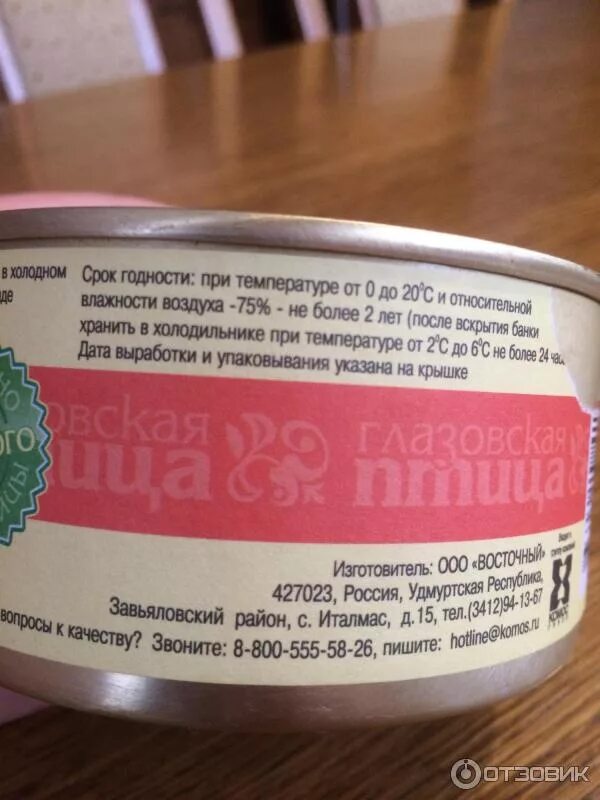 в холодном
Срок годности: при температуре от 0 до 20°С и относительной
влажности воздуха -75% - не более 2 лет (после вскрытия банки
хранить в холодильнике при температуре от 2°С до 6°С не более 24
Дата выработки и упаковывания указана на крышке
глазовская
птица
Изготовитель: ООО «ВОСТОЧНЫЙ»
427023, Россия, Удмуртская Республика,
Завьяловский район, с. Италмас, д.15, тел.(3412)94-13-67
вопросы к качеству? Звоните: 8-800-555-58-26, пишите: hotline@komos.ru
КОМОС
ОТЗОВИК